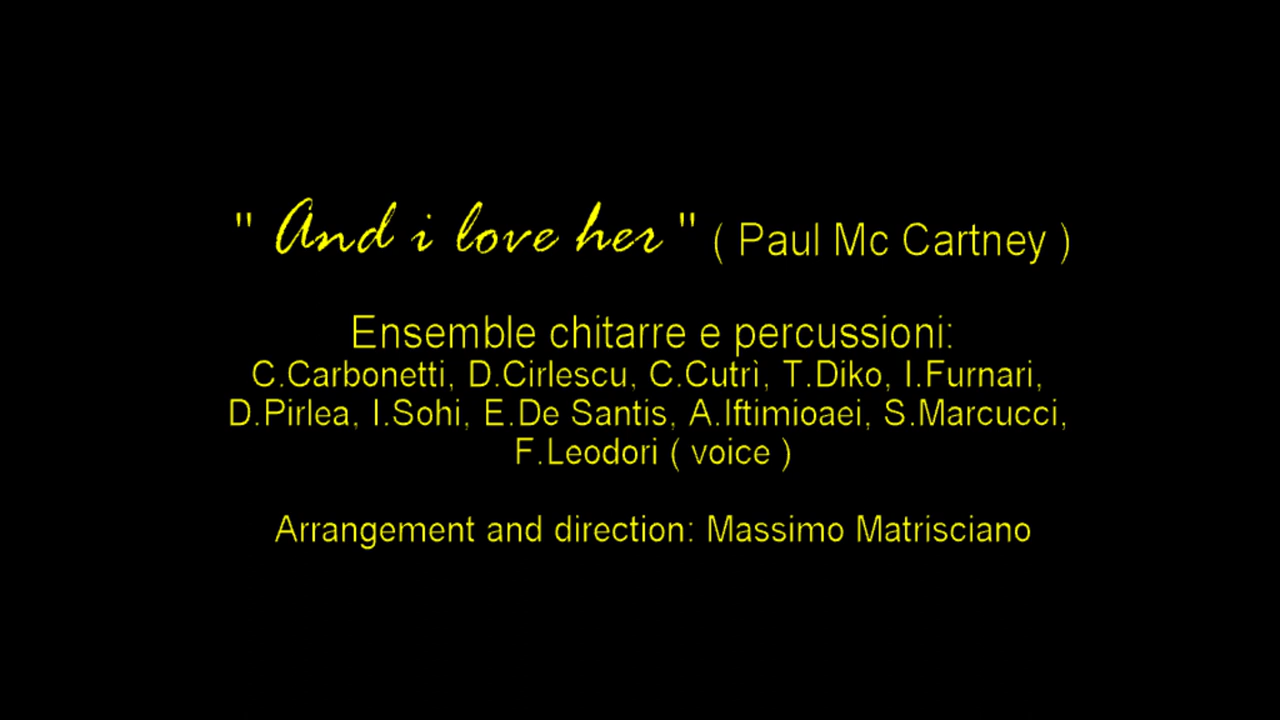 " And i love her " ( Paul Mc Cartney )
Ensemble chitarre e percussioni:
C.Carbonetti, D.Cirlescu, C.Cutrì, T.Diko, I.Furnari,
D.Pirlea, I.Sohi, E.De Santis, A.Iftimioaei, S.Marcucci,
F.Leodori ( voice )
Arrangement and direction: Massimo Matrisciano